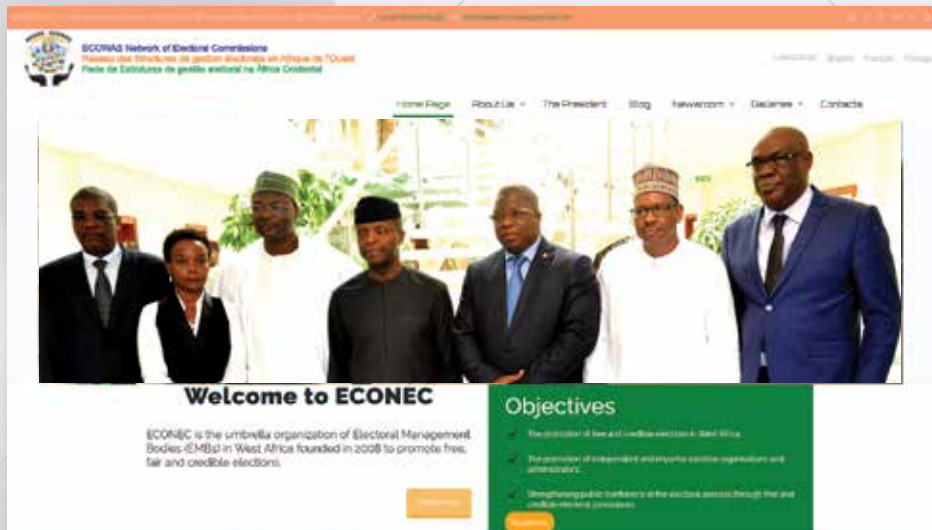 ECOWAS Network of Electoral Commissions
Réseau des Structures de gestion électorale en Afrique de l'Ouest
Rede de Estruturas de gestão eleitoral na África Ocidental
Home Page About Us The President Blog Newsroom Galleries Contacts
Welcome to ECONEC
ECONEC is the umbrella organization of Electoral Management
Bodies (EMBs) in West Africa founded in 2008 to promote free,
fair and credible elections.
Objectives
The promotion of free and credible elections in West Africa
The promotion of independent and impartial election organisations and
administrators.
Strengthening public confidence in the electoral process through free and
credible electoral procedures.